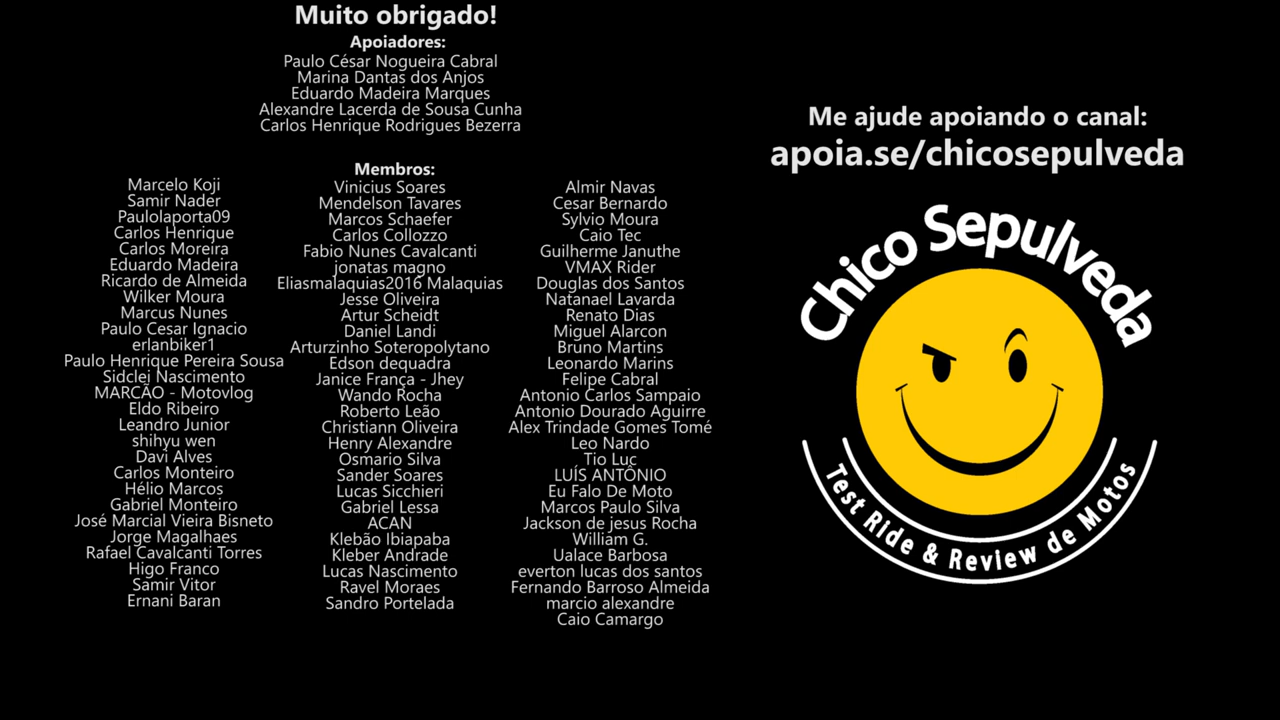 Muito obrigado!
Apoiadores:
Paulo César Nogueira Cabral
Marina Dantas dos Anjos
Eduardo Madeira Marques
Alexandre Lacerda de Sousa Cunha
Carlos Henrique Rodrigues Bezerra
Membros:
Marcelo Koji
Samir Nader
Paulolaporta09
Carlos Henrique
Carlos Moreira
Eduardo Madeira
Ricardo de Almeida
Wilker Moura
Marcus Nunes
Paulo Cesar Ignacio
erlanbiker1
Paulo Henrique Pereira Sousa
Sidclei Nascimento
MARCÃO - Motovlog
Eldo Ribeiro
Leandro Junior
shihyu wen
Davi Alves
Carlos Monteiro
Hélio Marcos
Gabriel Monteiro
José Marcial Vieira Bisneto
Jorge Magalhaes
Rafael Cavalcanti Torres
Higo Franco
Samir Vitor
Ernani Baran
Vinicius Soares
Mendelson Tavares
Marcos Schaefer
Carlos Collozzo
Fabio Nunes Cavalcanti
jonatas magno
Eliasmalaquias2016 Malaquias
Jesse Oliveira
Artur Scheidt
Daniel Landi
Arturzinho Soteropolytano
Edson dequadra
Janice França - Jhey
Wando Rocha
Roberto Leão
Christiann Oliveira
Henry Alexandre
Osmario Silva
Sander Soares
Lucas Sicchieri
Gabriel Lessa
ACAN
Klebão Ibiapaba
Kleber Andrade
Lucas Nascimento
Ravel Moraes
Sandro Portelada
Almir Navas
Cesar Bernardo
Sylvio Moura
Caio Tec
Guilherme Januthe
VMAX Rider
Douglas dos Santos
Natanael Lavarda
Renato Dias
Miguel Alarcon
Bruno Martins
Leonardo Marins
Felipe Cabral
Antonio Carlos Sampaio
Antonio Dourado Aguirre
Alex Trindade Gomes Tomé
Leo Nardo
Tio Luc
LUÍS ANTÔNIO
Eu Falo De Moto
Marcos Paulo Silva
Jackson de jesus Rocha
William G.
Ualace Barbosa
everton lucas dos santos
Fernando Barroso Almeida
marcio alexandre
Caio Camargo
Me ajude apoiando o canal:
apoia.se/chicosepulveda
Chico Sepulveda
Test Ride & Review de Motos